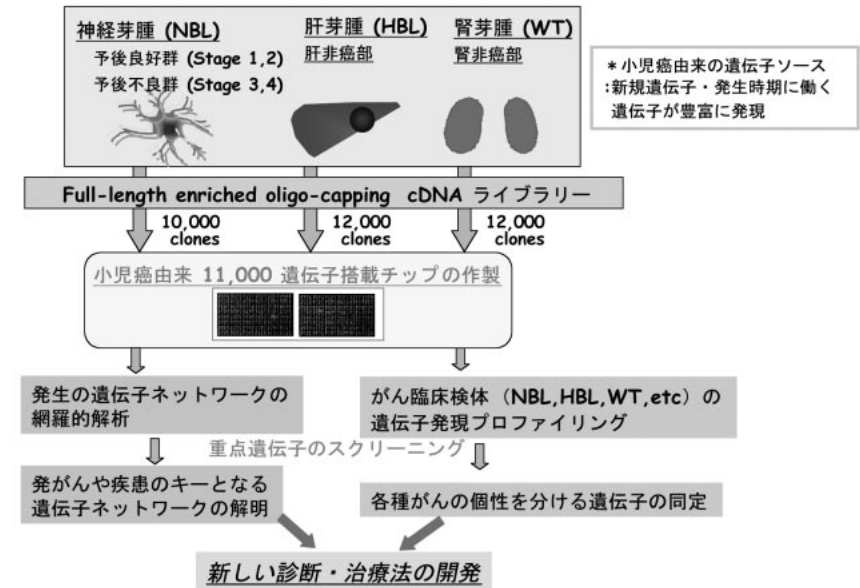 神経芽腫 (NBL)
予後良好群 (Stage 1,2)
予後不良群 (Stage 3,4)
肝芽腫 (HBL)
肝非癌部
腎芽腫 (WT)
腎非癌部
*小児癌由来の遺伝子ソース
:新規遺伝子・発生時期に働く
遺伝子が豊富に発現
Full-length enriched oligo-capping cDNA ライブラリー
10,000
clones
12,000
clones
12,000
clones
小児癌由来 11,000 遺伝子搭載チップの作製
発生の遺伝子ネットワークの
網羅的解析
がん臨床検体（NBL,HBL,WT,etc）の
遺伝子発現プロファイリング
重点遺伝子のスクリーニング
発がんや疾患のキーとなる
遺伝子ネットワークの解明
各種がんの個性を分ける遺伝子の同定
新しい診断・治療法の開発